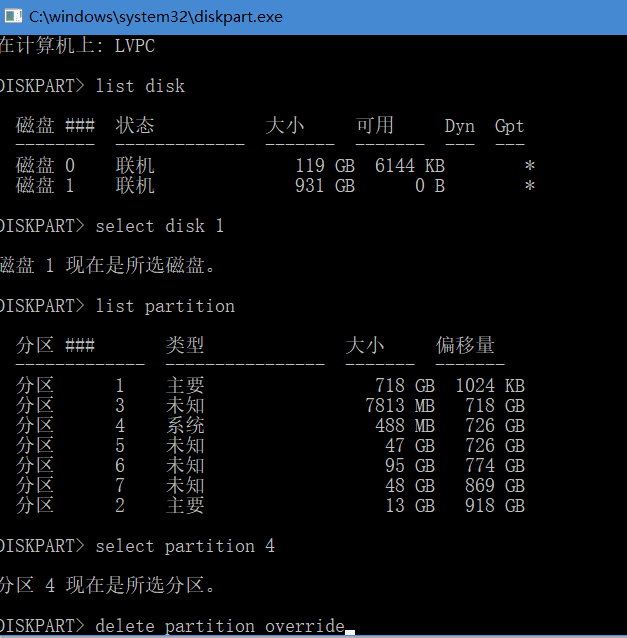 C:\windows\system32\diskpart.exe
在计算机上: LVPC
DISKPART> list disk
磁盘 ###  状态           大小     可用     Dyn  Gpt
--------  -------------  -------  -------  ---  ---
磁盘 0    联机              119 GB  6144 KB        *
磁盘 1    联机              931 GB      0 B        *
DISKPART> select disk 1
磁盘 1 现在是所选磁盘。
DISKPART> list partition
分区 ###       类型              大小     偏移量
-------------  ----------------  -------  -------
分区      1    主要                 718 GB  1024 KB
分区      3    未知                7813 MB   718 GB
分区      4    系统                 488 MB   726 GB
分区      5    未知                  47 GB   726 GB
分区      6    未知                  95 GB   774 GB
分区      7    未知                  48 GB   869 GB
分区      2    主要                  13 GB   918 GB
DISKPART> select partition 4
分区 4 现在是所选分区。
DISKPART> delete partition override